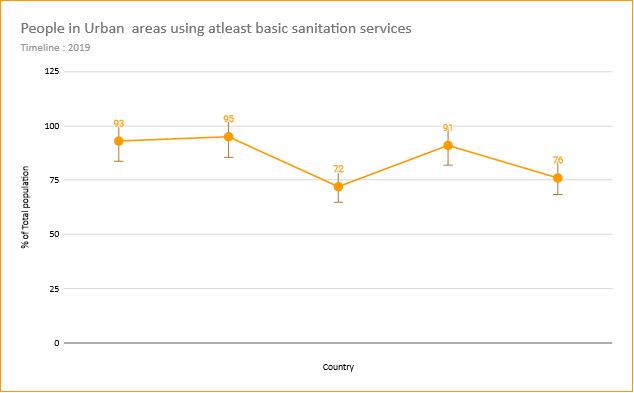 People in Urban  areas using atleast basic sanitation services
Timeline : 2019
125
100
75
50
25
0
% of Total population
93
95
72
91
76
Country